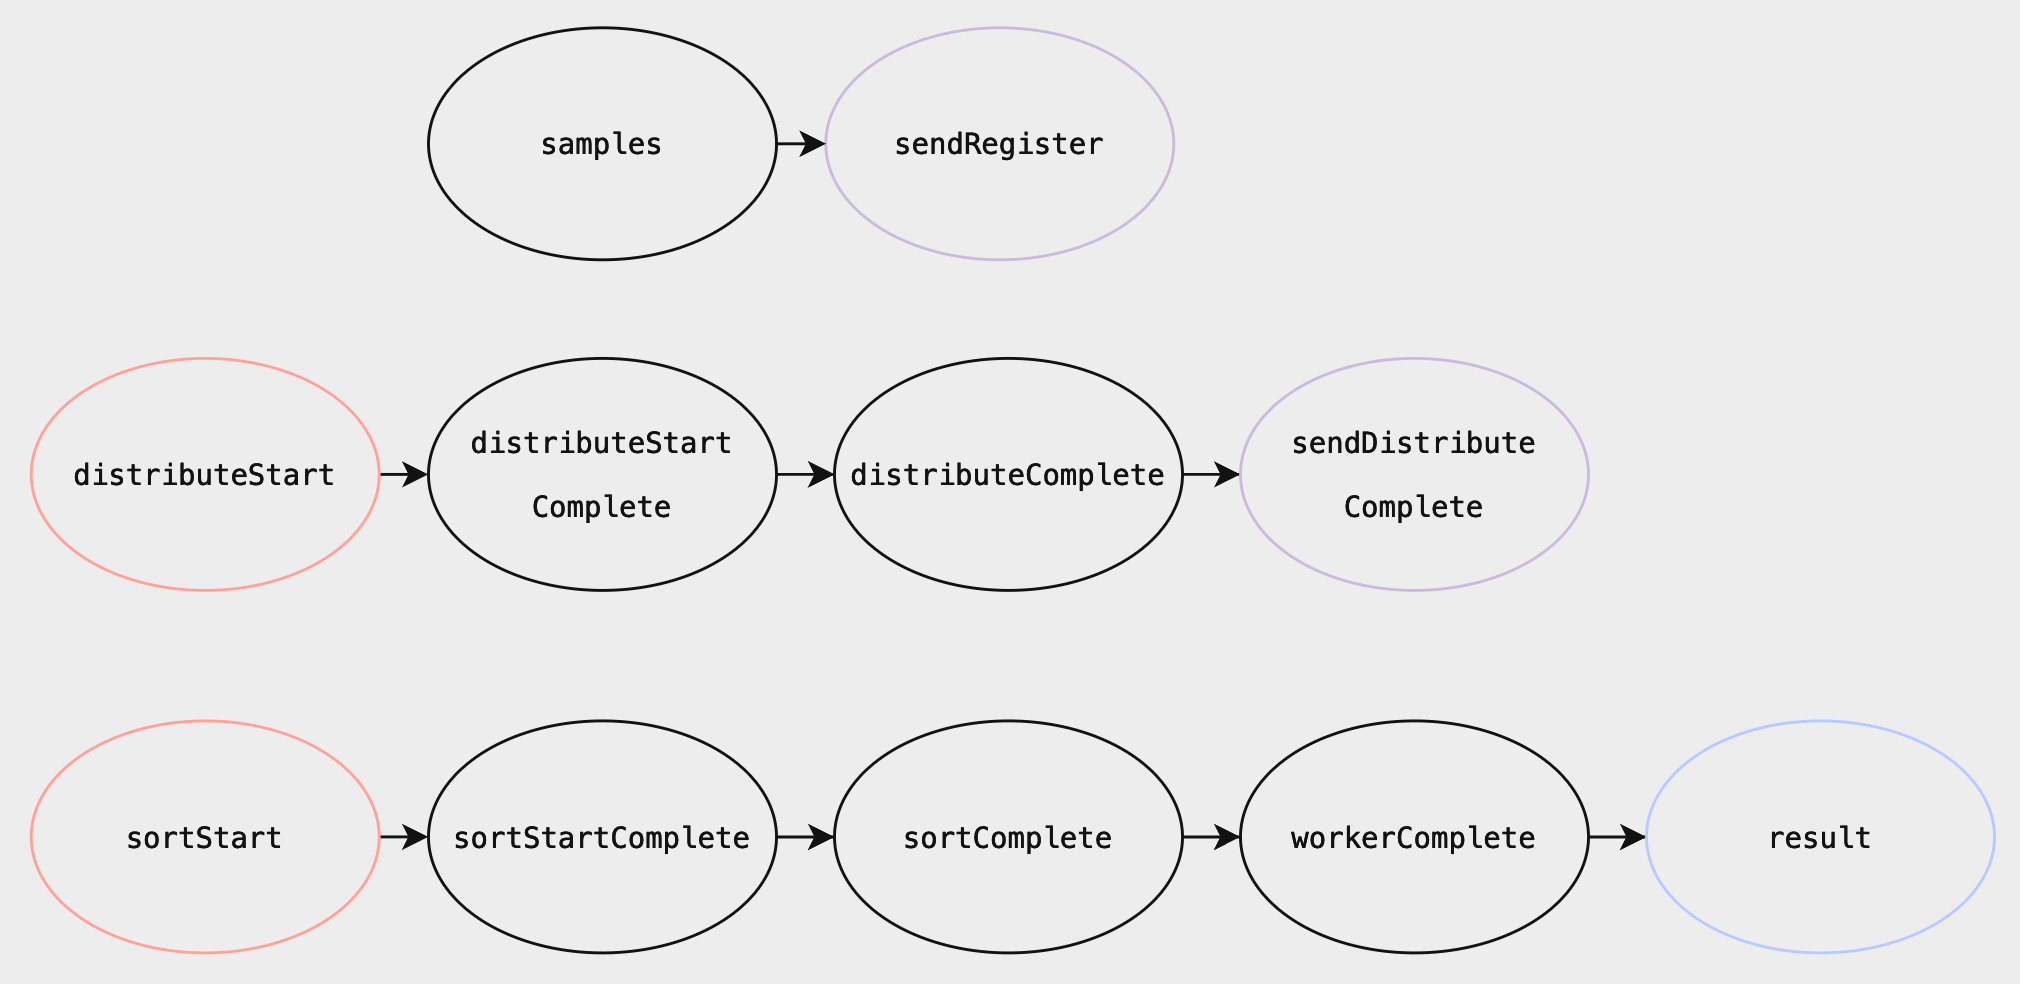 samples
sendRegister
distributeStart
distributeStart
Complete
distributeComplete
sendDistribute
Complete
sortStart
sortStartComplete
sortComplete
workerComplete
result